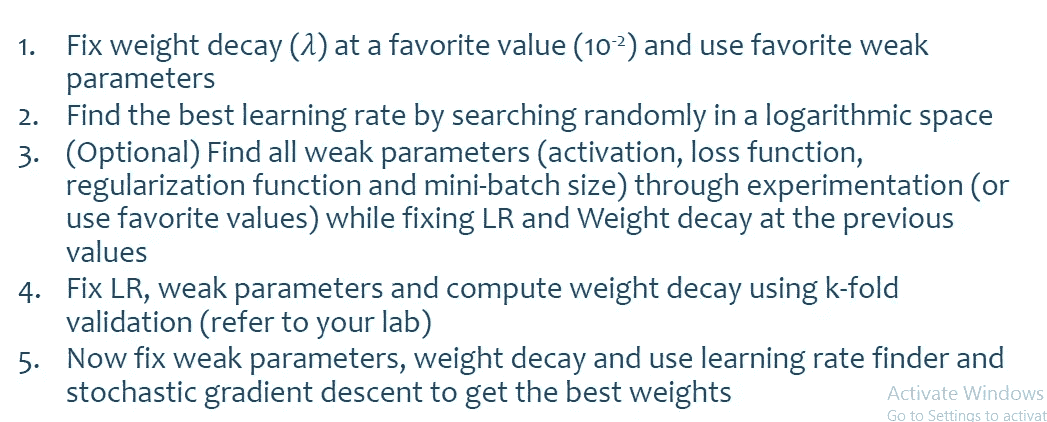 1. Fix weight decay (λ) at a favorite value (10⁻²) and use favorite weak
parameters
2. Find the best learning rate by searching randomly in a logarithmic space
3. (Optional) Find all weak parameters (activation, loss function,
regularization function and mini-batch size) through experimentation (or
use favorite values) while fixing LR and Weight decay at the previous
values
4. Fix LR, weak parameters and compute weight decay using k-fold
validation (refer to your lab)
5. Now fix weak parameters, weight decay and use learning rate finder and
stochastic gradient descent to get the best weights
Activate Windows
Go to Settings to activat